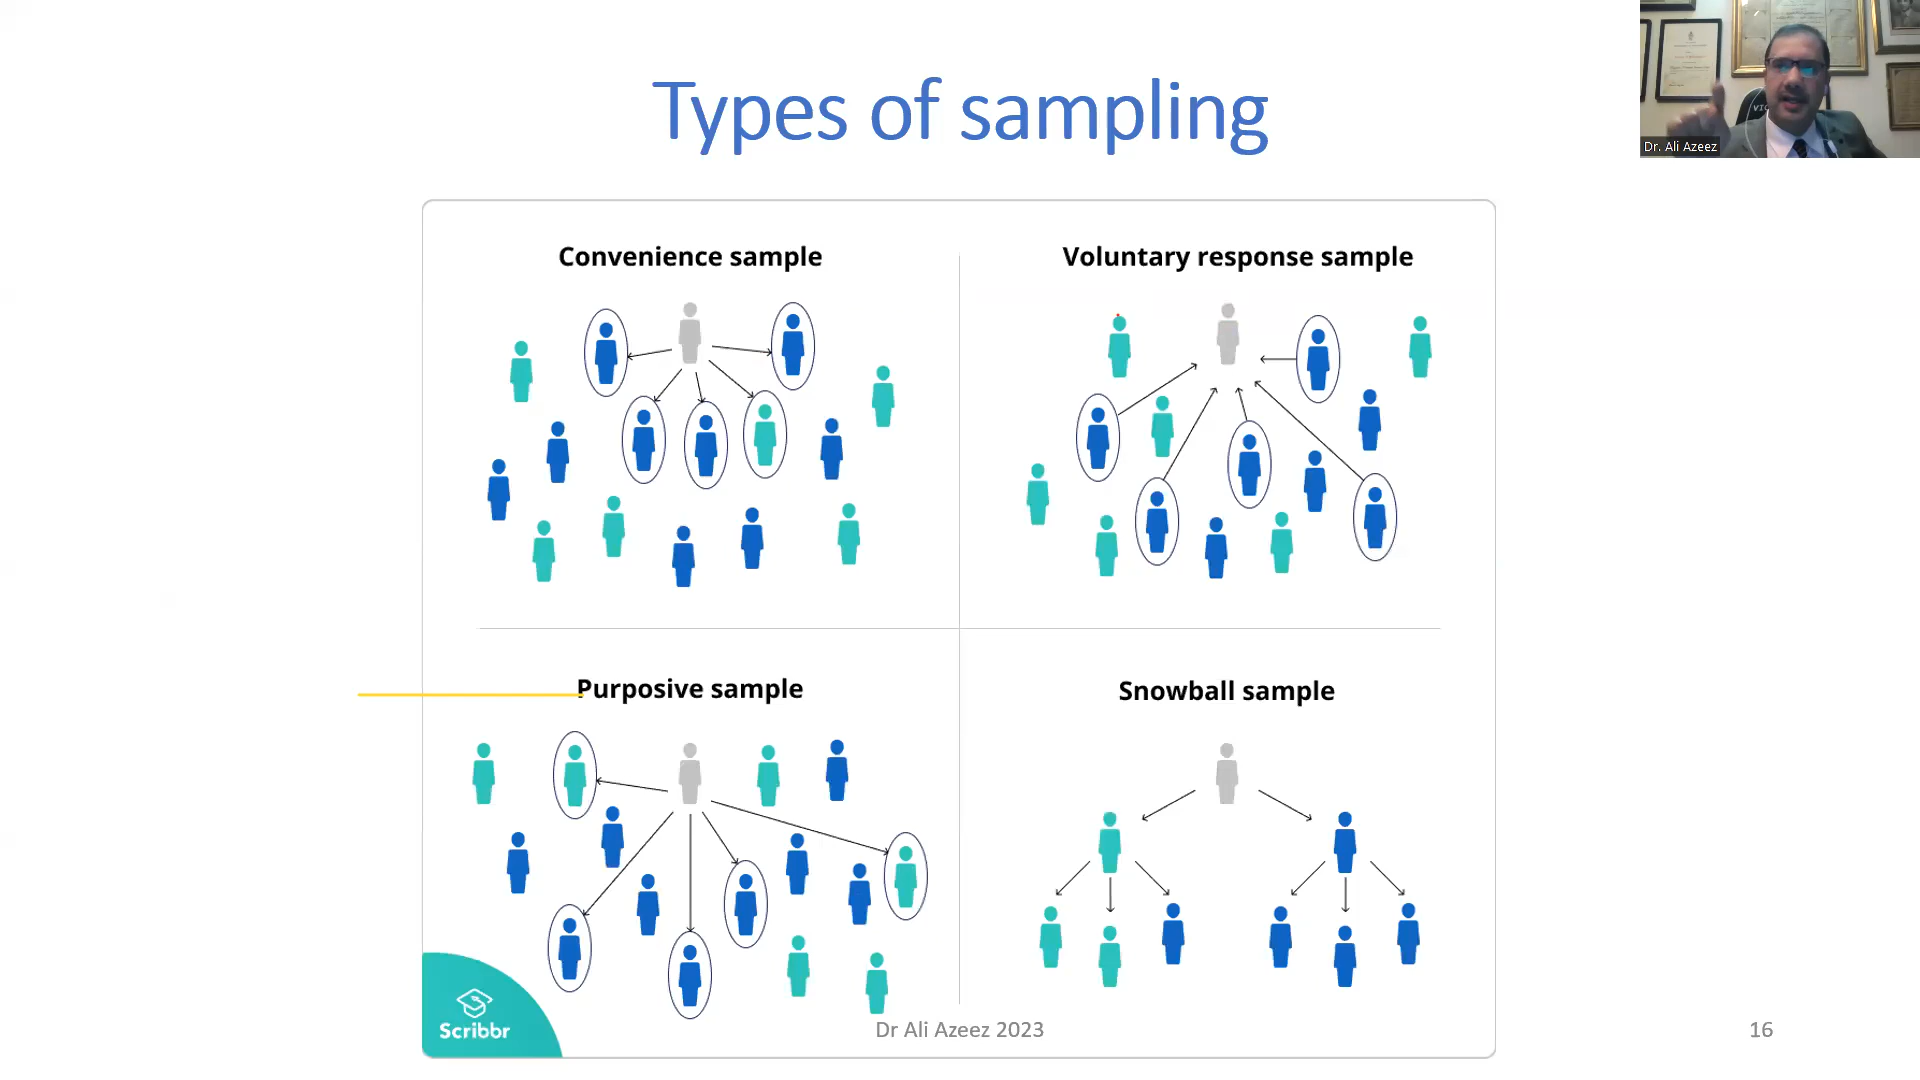 Types of sampling
Dr. Ali Azeez
Convenience sample
Voluntary response sample
Purposive sample
Snowball sample
Scribbr
Dr Ali Azeez 2023
16